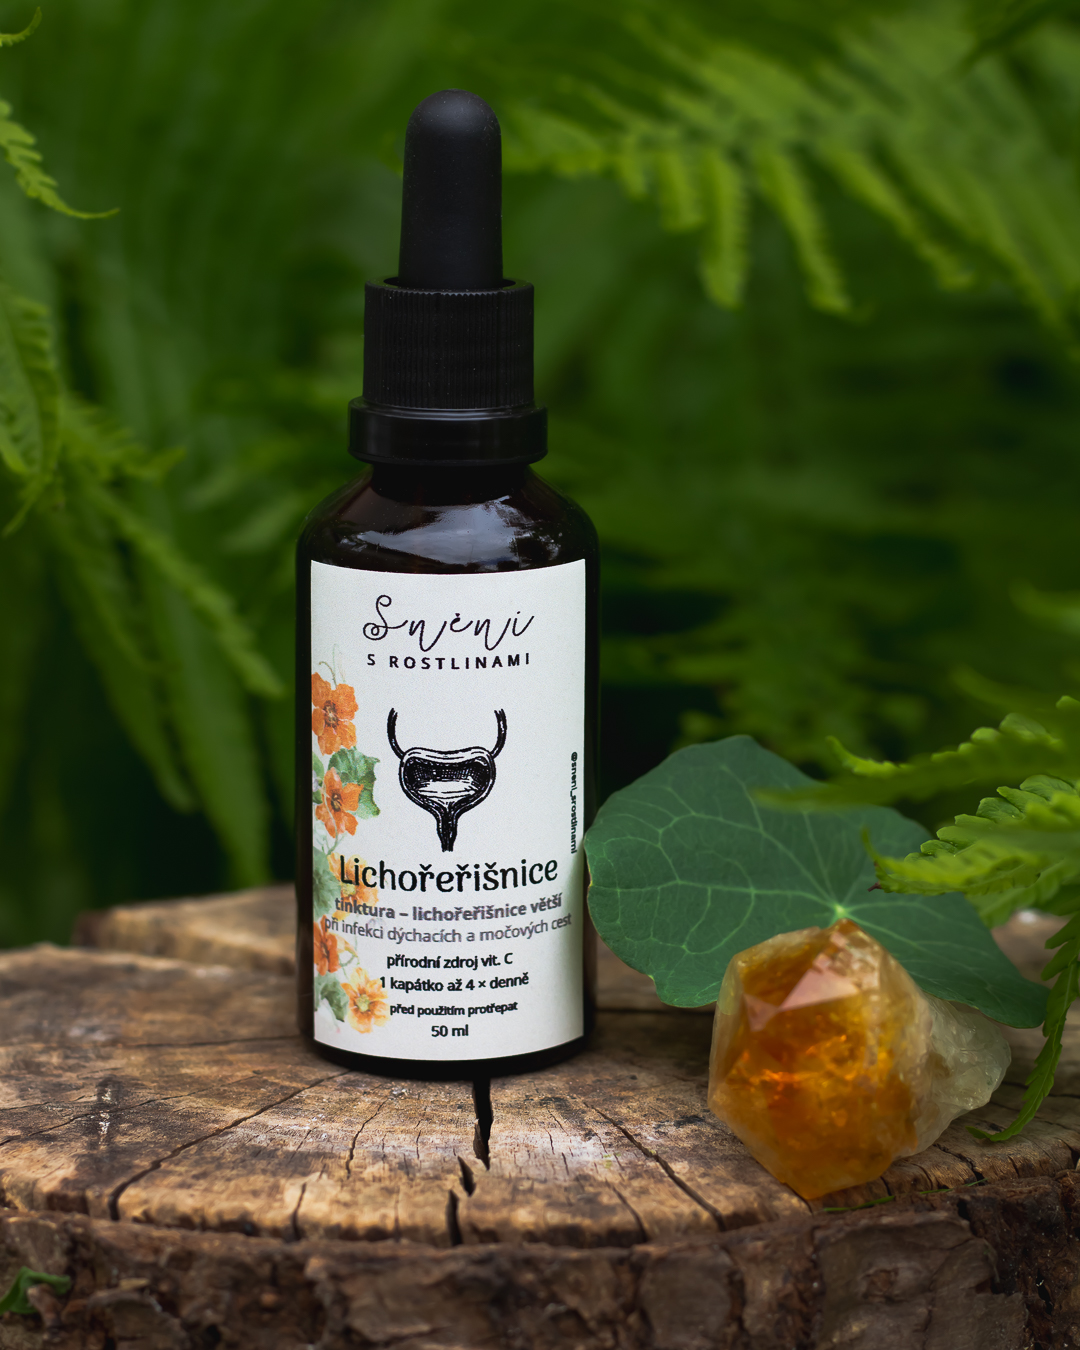 Snění
S ROSTLINAMI
@sneni_srostlinami
Lichořeřišnice
tinktura – lichořeřišnice větší
při infekci dýchacích a močových cest
přírodní zdroj vit. C
1 kapátko až 4 × denně
před použitím protřepat
50 ml